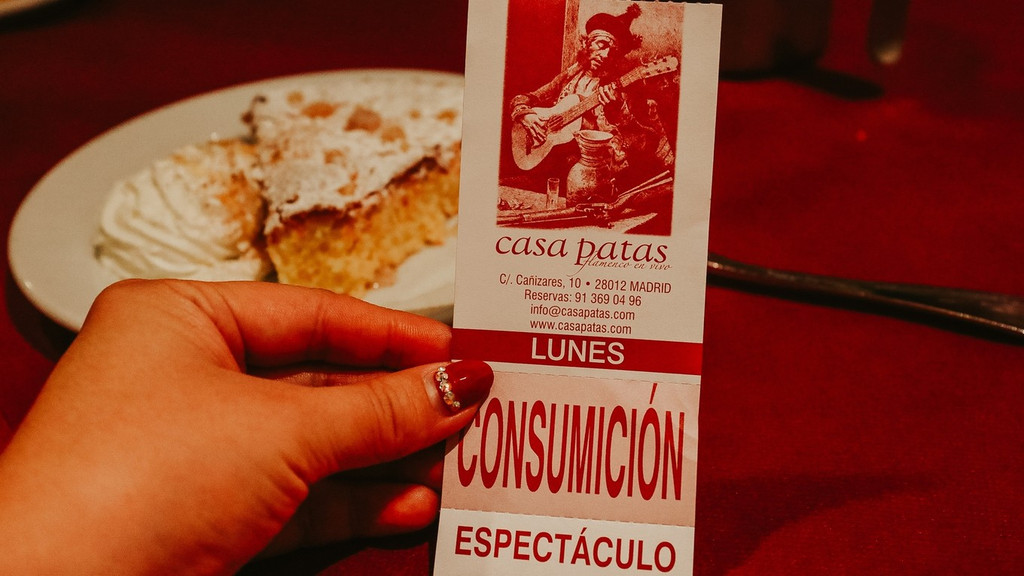 casa patas
flamenco en vivo
C/. Cañizares, 10 • 28012 MADRID
Reservas: 91 369 04 96
info@casapatas.com
www.casapatas.com
LUNES
CONSUMICIÓN
ESPECTÁCULO